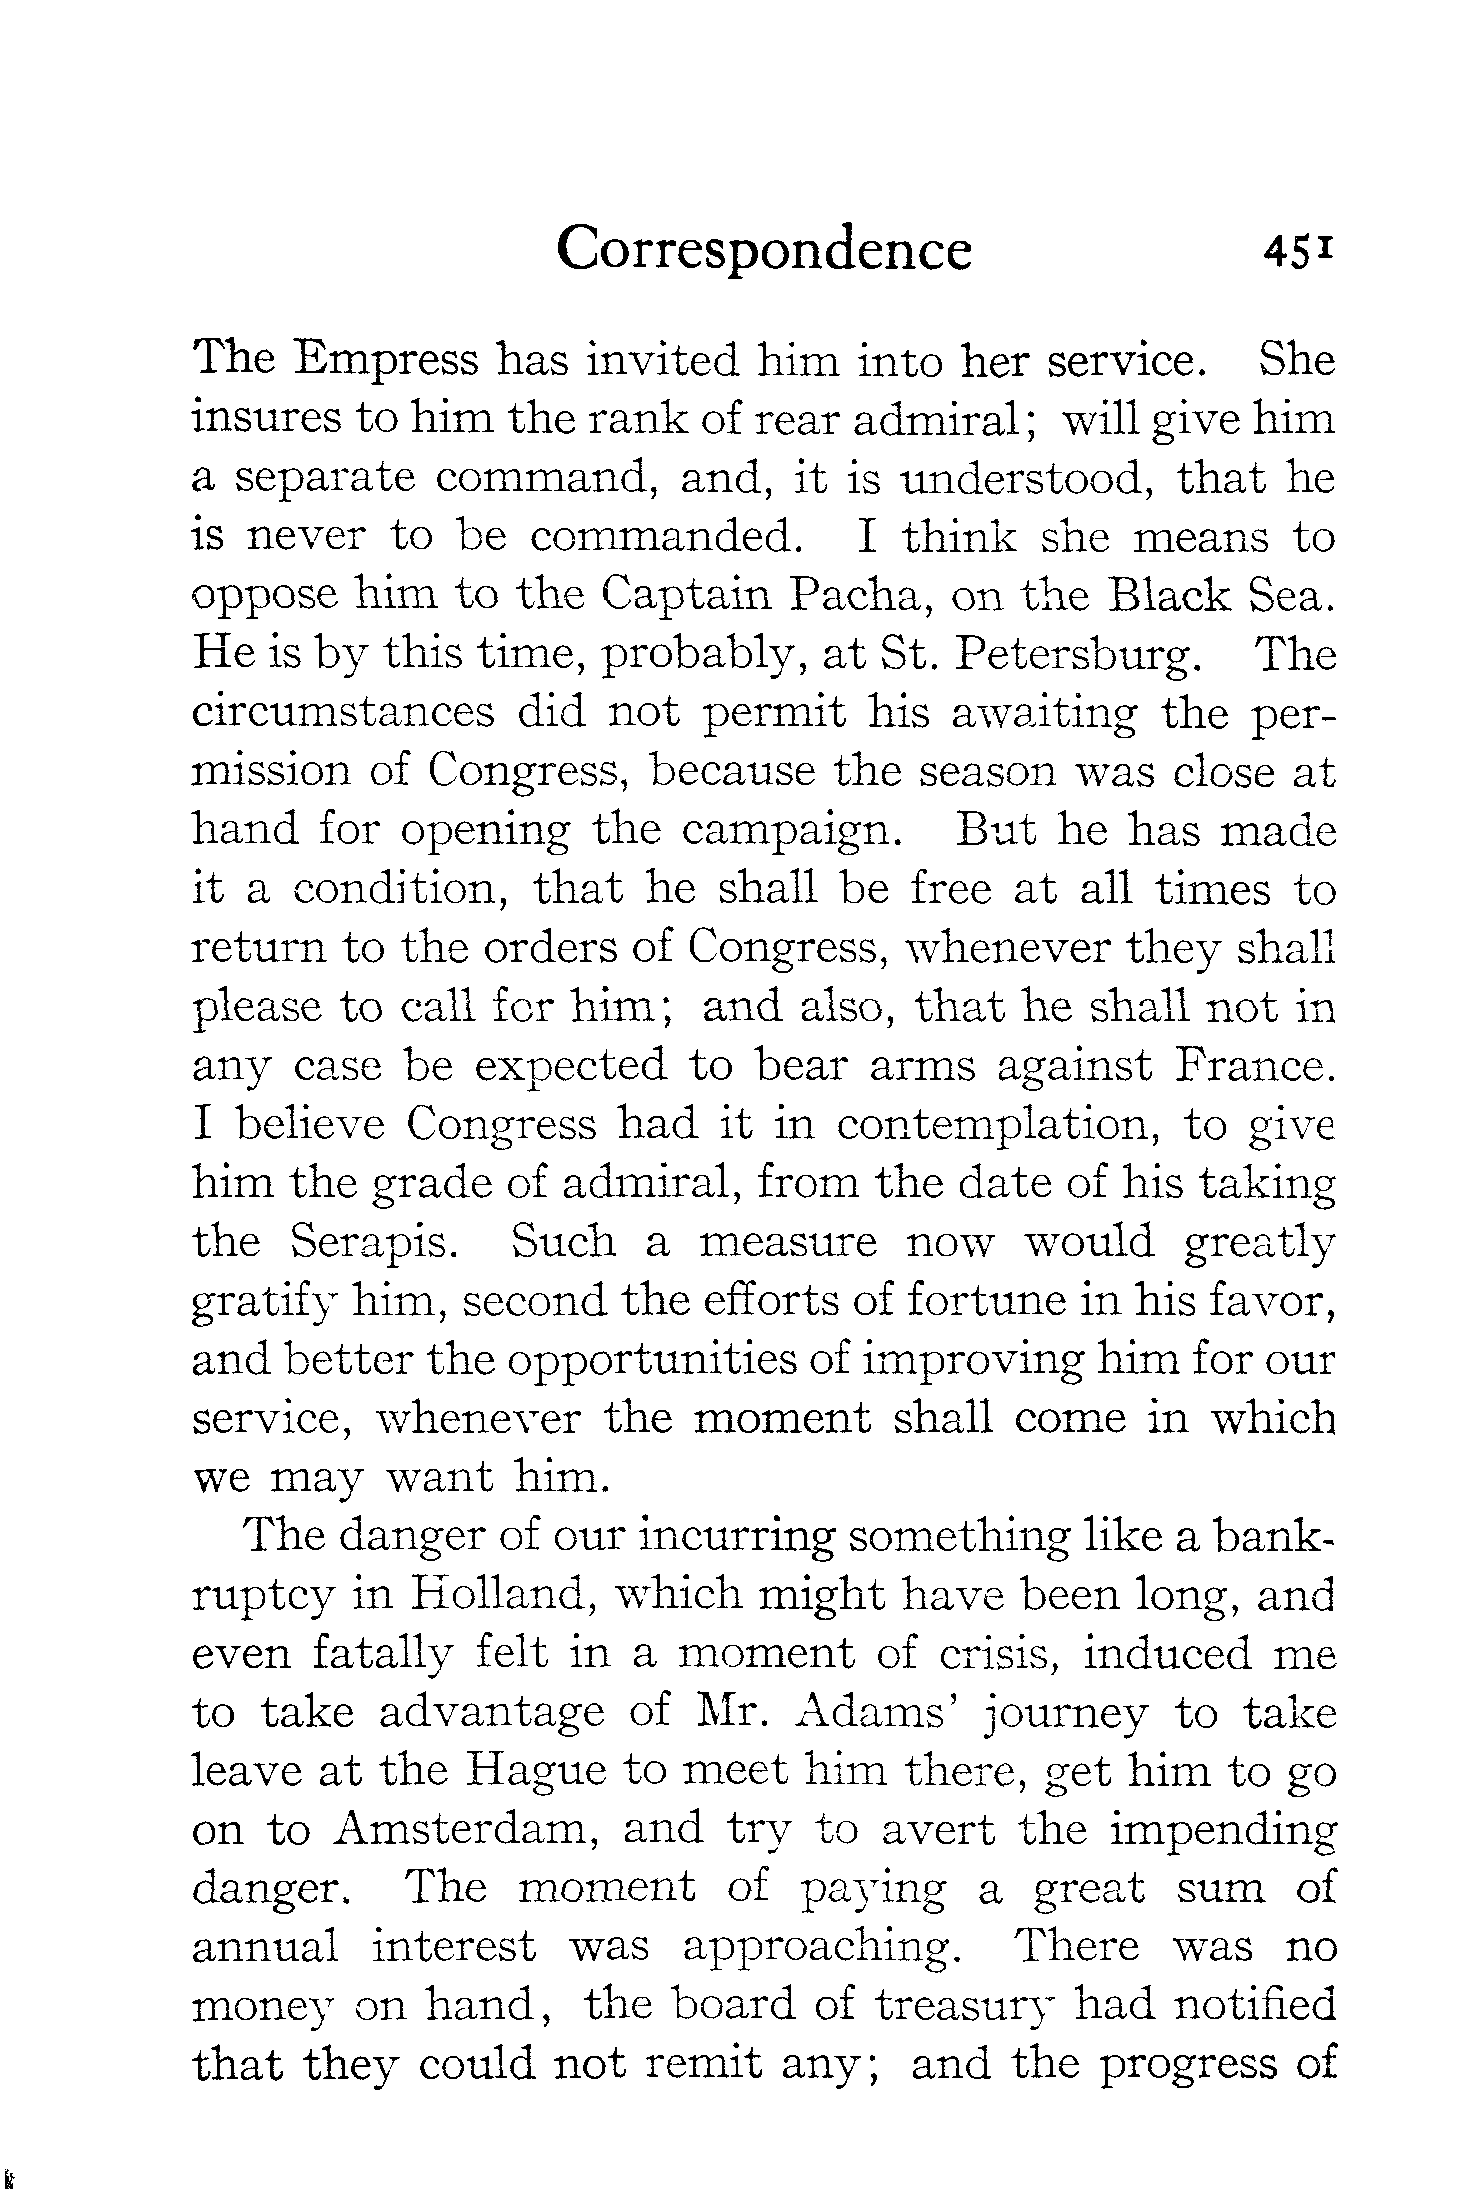 Correspondence 451
The Empress has invited him into her service. She
insures to him the rank of rear admiral; will give him
a separate command, and, it is understood, that he
is never to be commanded. I think she means to
oppose him to the Captain Pacha, on the Black Sea.
He is by this time, probably, at St. Petersburg. The
circumstances did not permit his awaiting the per-
mission of Congress, because the season was close at
hand for opening the campaign. But he has made
it a condition, that he shall be free at all times to
return to the orders of Congress, whenever they shall
please to call for him; and also, that he shall not in
any case be expected to bear arms against France.
I believe Congress had it in contemplation, to give
him the grade of admiral, from the date of his taking
the Serapis. Such a measure now would greatly
gratify him, second the efforts of fortune in his favor,
and better the opportunities of improving him for our
service, whenever the moment shall come in which
we may want him.
The danger of our incurring something like a bank-
ruptcy in Holland, which might have been long, and
even fatally felt in a moment of crisis, induced me
to take advantage of Mr. Adams' journey to take
leave at the Hague to meet him there, get him to go
on to Amsterdam, and try to avert the impending
danger. The moment of paying a great sum of
annual interest was approaching. There was no
money on hand, the board of treasury had notified
that they could not remit any; and the progress of